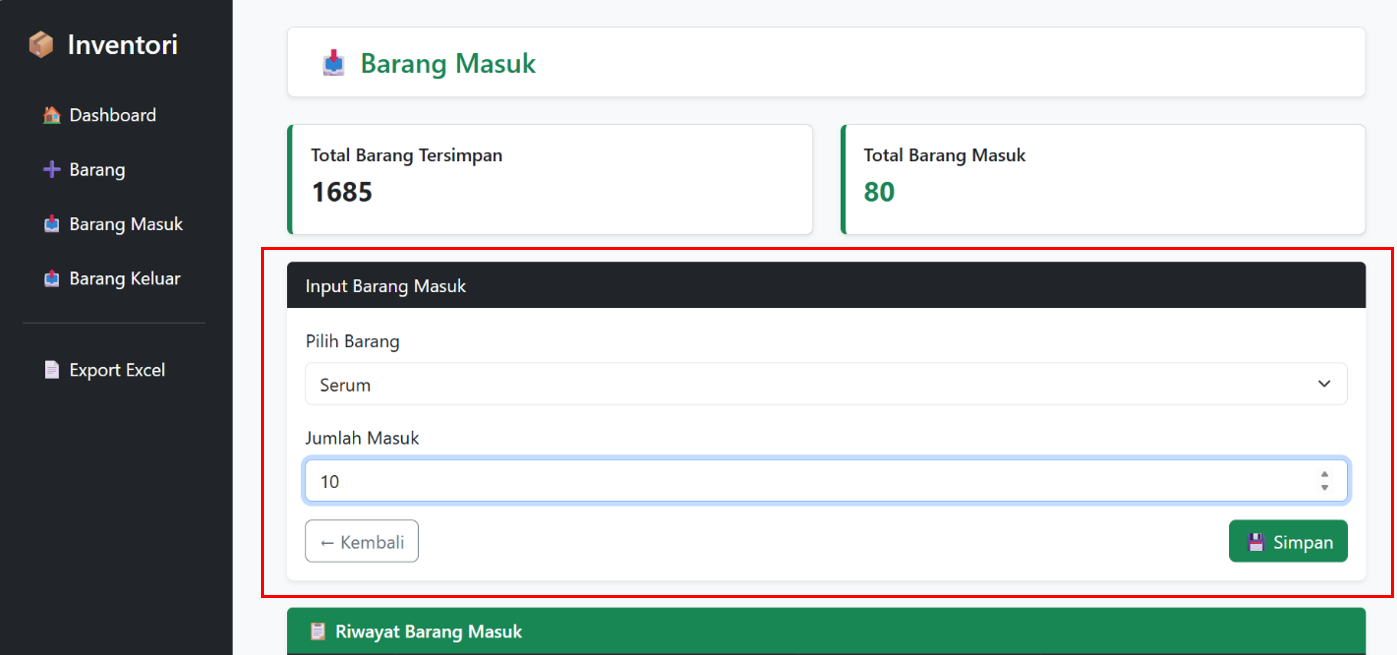 Inventori
Dashboard
Barang
Barang Masuk
Barang Keluar
Export Excel
Barang Masuk
Total Barang Tersimpan
1685
Total Barang Masuk
80
Input Barang Masuk
Pilih Barang
Serum
Jumlah Masuk
10
← Kembali
Simpan
Riwayat Barang Masuk